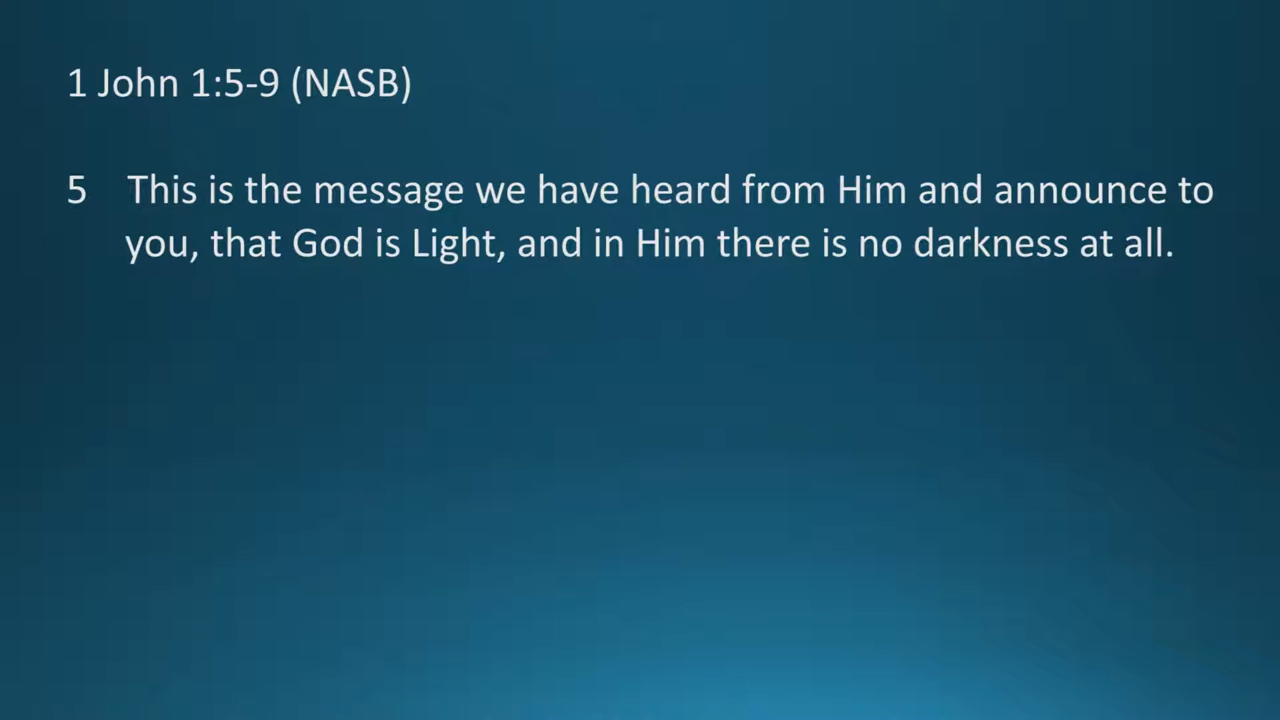 1 John 1:5-9 (NASB)
5 This is the message we have heard from Him and announce to
you, that God is Light, and in Him there is no darkness at all.